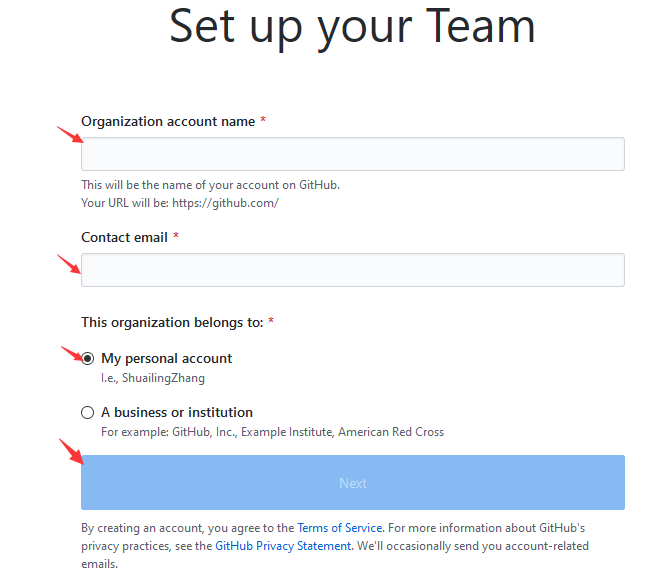 Set up your Team
Organization account name *
This will be the name of your account on GitHub.
Your URL will be: https://github.com/
Contact email *
This organization belongs to: *
My personal account
I.e., ShuailingZhang
A business or institution
For example: GitHub, Inc., Example Institute, American Red Cross
Next
By creating an account, you agree to the Terms of Service. For more information about GitHub's
privacy practices, see the GitHub Privacy Statement. We'll occasionally send you account-related
emails.